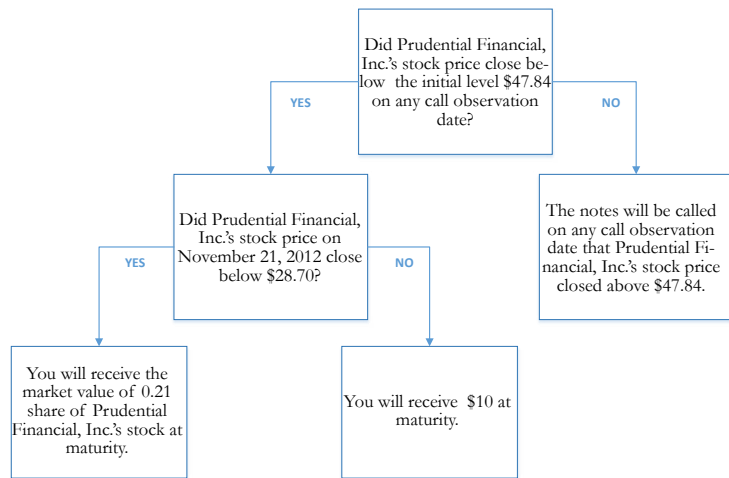 Did Prudential Financial,
Inc.'s stock price close be-
low the initial level $47.84
on any call observation
date?
YES
NO
Did Prudential Financial,
Inc.'s stock price on
November 21, 2012 close
below $28.70?
The notes will be called
on any call observation
date that Prudential Fi-
nancial, Inc.'s stock price
closed above $47.84.
YES
NO
You will receive the
market value of 0.21
share of Prudential
Financial, Inc.'s stock at
maturity.
You will receive $10 at
maturity.